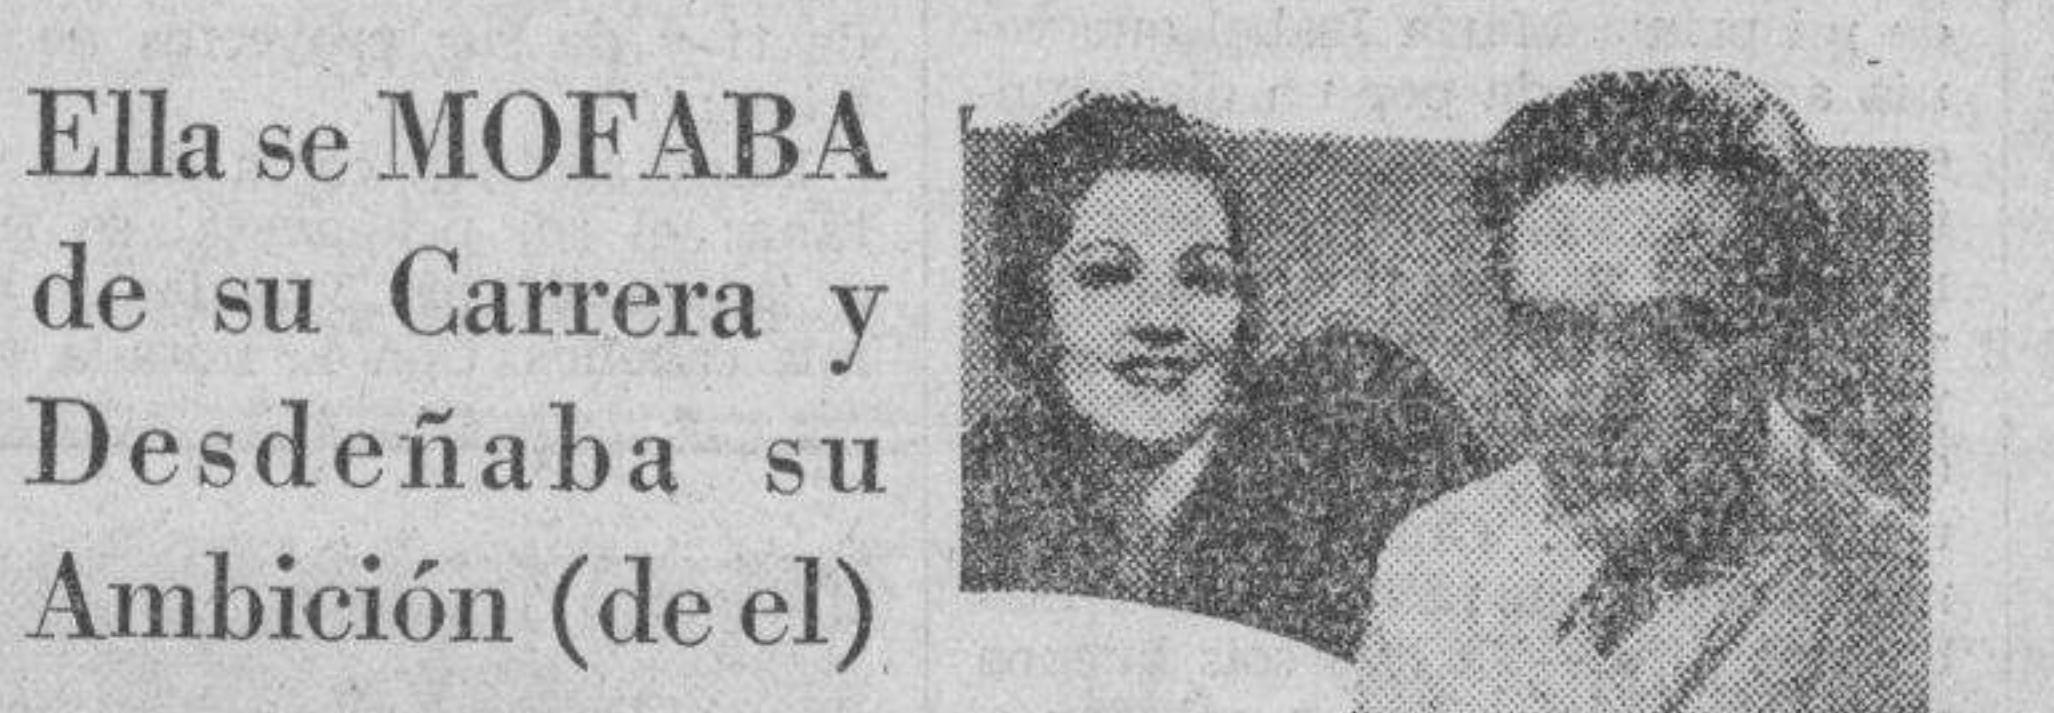 Ella se MOFABA
de su Carrera y
Desdeñaba su
Ambición (de el)